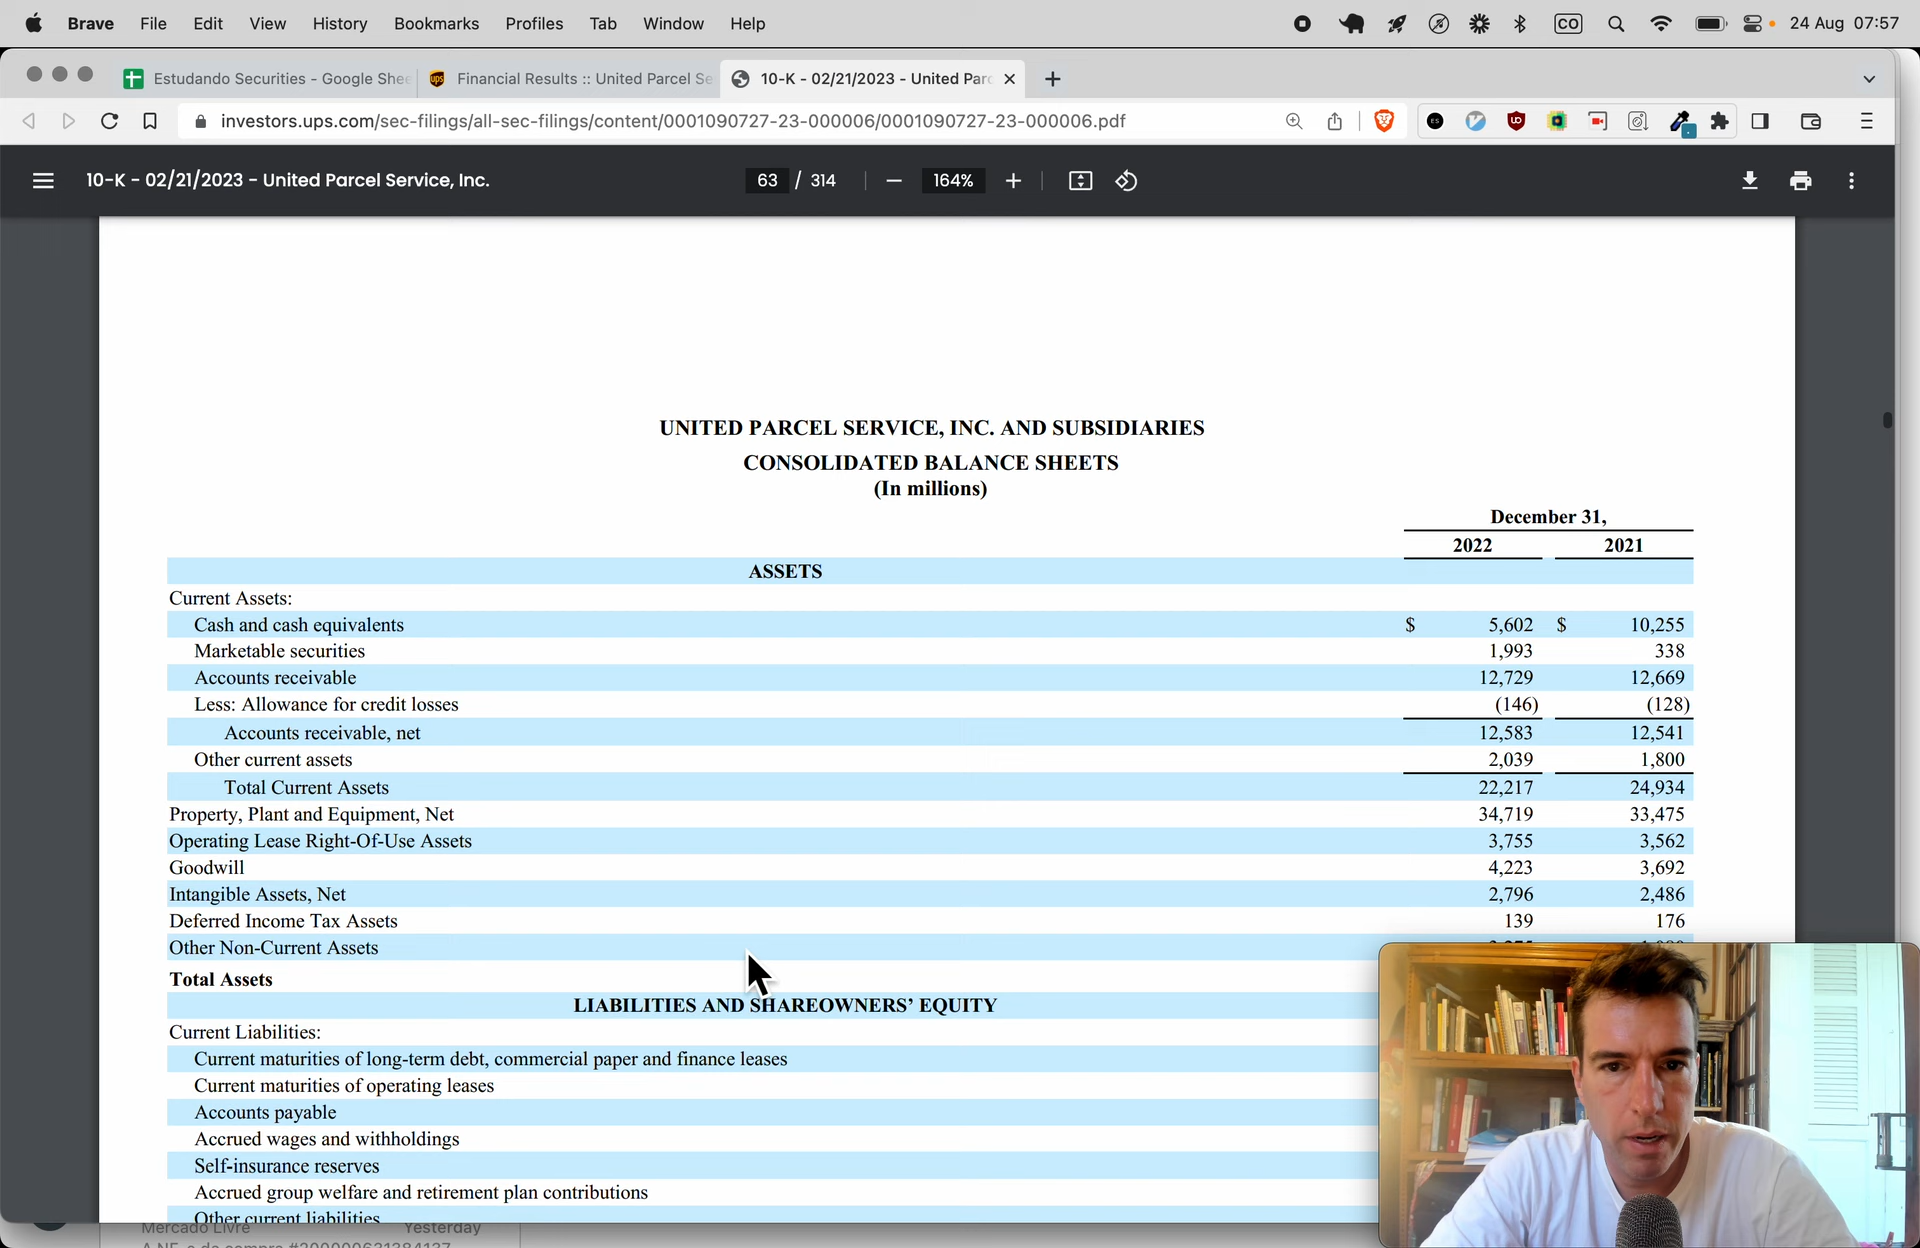 Brave File Edit View History Bookmarks Profiles Tab Window Help CO 24 Aug 07:57
Estudando Securities - Google Shee ups Financial Results :: United Parcel Se 10-K - 02/21/2023 - United Parc
investors.ups.com/sec-filings/all-sec-filings/content/0001090727-23-000006/0001090727-23-000006.pdf
10-K - 02/21/2023 - United Parcel Service, Inc. 63 / 314 164%
UNITED PARCEL SERVICE, INC. AND SUBSIDIARIES
CONSOLIDATED BALANCE SHEETS
(In millions)
December 31,
2022 2021
ASSETS
Current Assets:
Cash and cash equivalents $ 5,602 $ 10,255
Marketable securities 1,993 338
Accounts receivable 12,729 12,669
Less: Allowance for credit losses (146) (128)
Accounts receivable, net 12,583 12,541
Other current assets 2,039 1,800
Total Current Assets 22,217 24,934
Property, Plant and Equipment, Net 34,719 33,475
Operating Lease Right-Of-Use Assets 3,755 3,562
Goodwill 4,223 3,692
Intangible Assets, Net 2,796 2,486
Deferred Income Tax Assets 139 176
Other Non-Current Assets
Total Assets
LIABILITIES AND SHAREOWNERS' EQUITY
Current Liabilities:
Current maturities of long-term debt, commercial paper and finance leases
Current maturities of operating leases
Accounts payable
Accrued wages and withholdings
Self-insurance reserves
Accrued group welfare and retirement plan contributions
Other current liabilities
Mercado Livre Yesterday